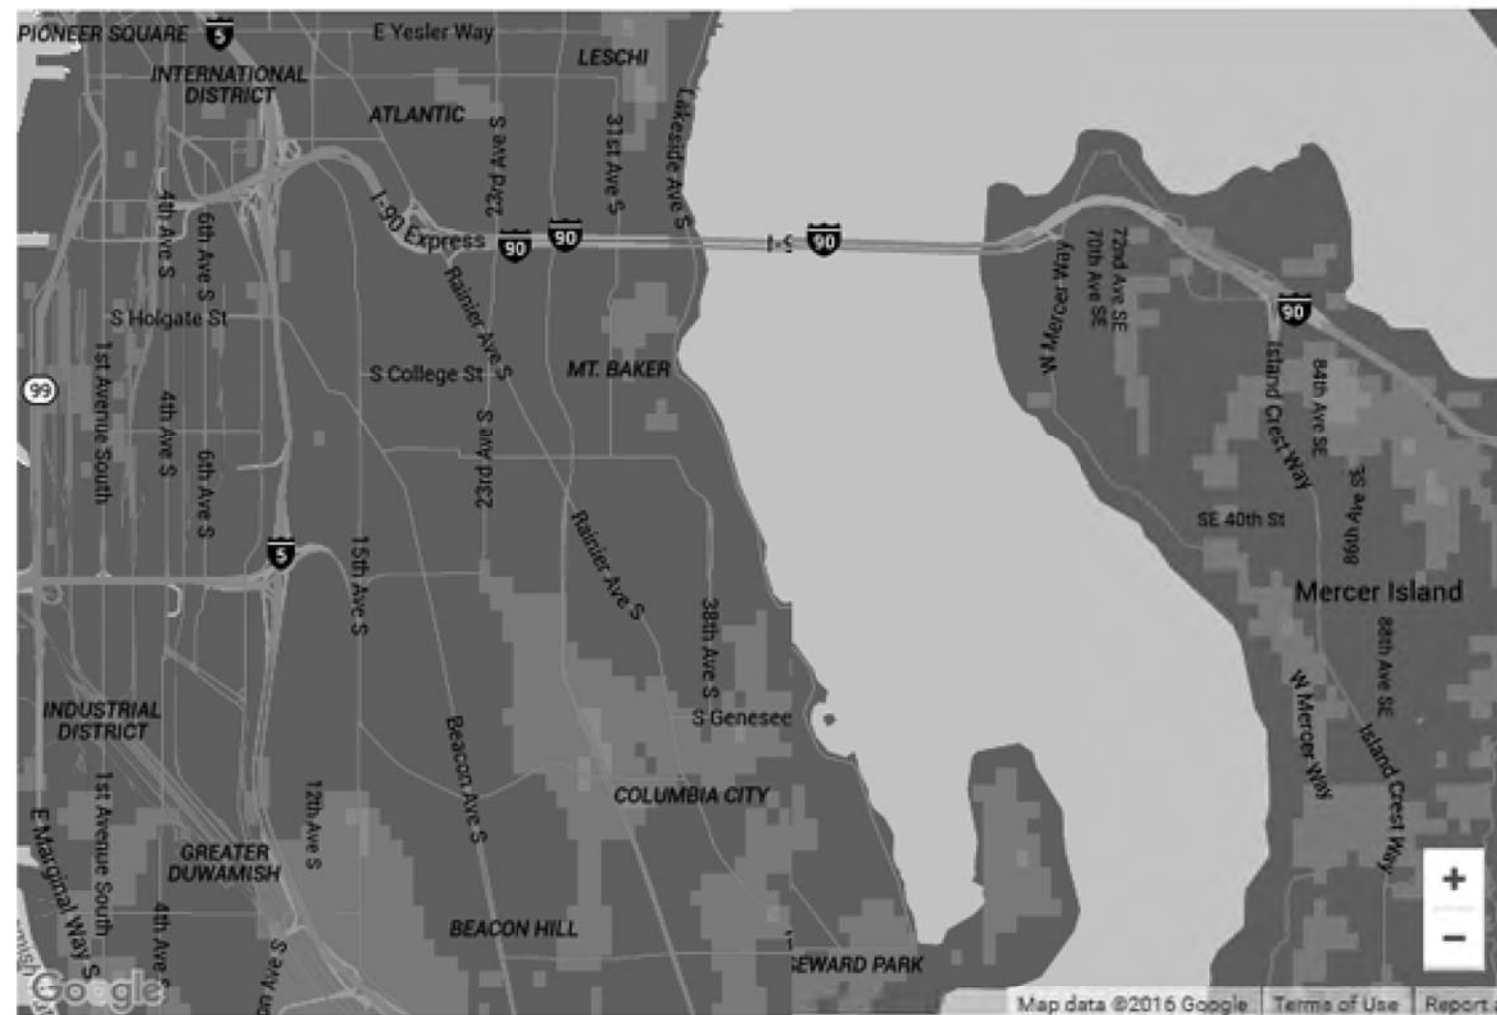 PIONEER SQUARE
5
E Yesler Way
LESCHI
INTERNATIONAL
DISTRICT
ATLANTIC
Lakeside Ave S
23rd Ave S
31st Ave S
4th Ave S
6th Ave S
I-90 Express
90
90
90
W Mercer Way
70th Ave SE
72nd Ave SE
90
Rainier Ave S
S Holgate St
S College St
MT. BAKER
99
1st Avenue South
4th Ave S
6th Ave S
23rd Ave S
Island Crest Way
84th Ave SE
86th Ave SE
SE 40th St
5
15th Ave S
Rainier Ave S
38th Ave S
Mercer Island
88th Ave SE
W Mercer Way
Island Crest Way
INDUSTRIAL
DISTRICT
S Genesee
Beacon Ave S
COLUMBIA CITY
12th Ave S
1st Avenue South
E Marginal Way S
GREATER
DUWAMISH
4th Ave S
BEACON HILL
SEWARD PARK
on Ave S
+
−
Google
Map data ©2016 Google
Terms of Use
Report a